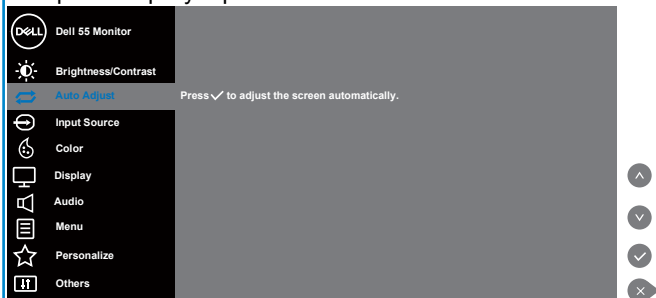 DELL
Dell 55 Monitor
Brightness/Contrast
Auto Adjust
Press ✓ to adjust the screen automatically.
Input Source
Color
Display
Audio
Menu
Personalize
Others